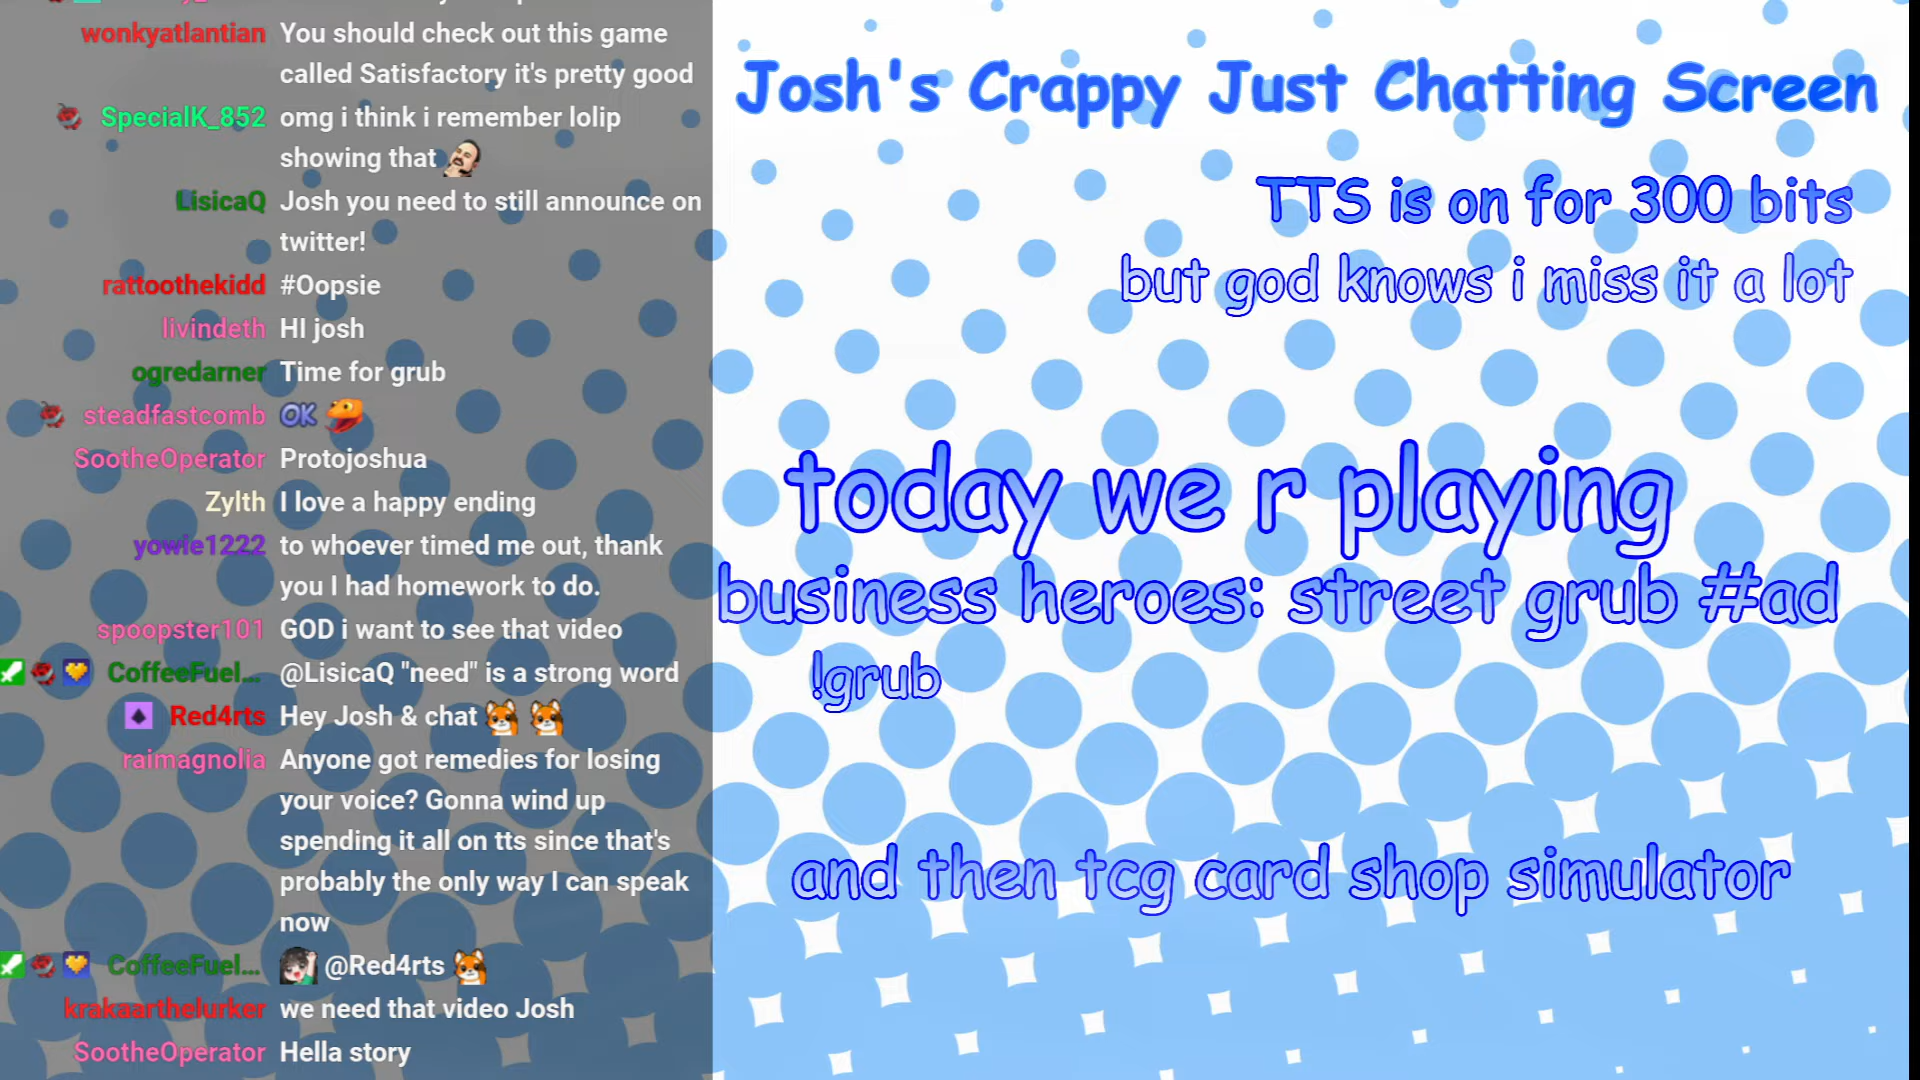 wonkyatlantian You should check out this game
called Satisfactory it's pretty good
SpecialK_852 omg i think i remember lolip
showing that
LisicaQ Josh you need to still announce on
twitter!
rattoothekidd #Oopsie
livindeth HI josh
ogredarner Time for grub
steadfastcomb OK
SootheOperator Protojoshua
Zylth I love a happy ending
yowie1222 to whoever timed me out, thank
you I had homework to do.
spoopster101 GOD i want to see that video
CoffeeFuel... @LisicaQ "need" is a strong word
Red4rts Hey Josh & chat
raimagnolia Anyone got remedies for losing
your voice? Gonna wind up
spending it all on tts since that's
probably the only way I can speak
now
CoffeeFuel... @Red4rts
krakaarthelurker we need that video Josh
SootheOperator Hella story
Josh's Crappy Just Chatting Screen
TTS is on for 300 bits
but god knows i miss it a lot
today we r playing
business heroes: street grub #ad
!grub
and then tcg card shop simulator